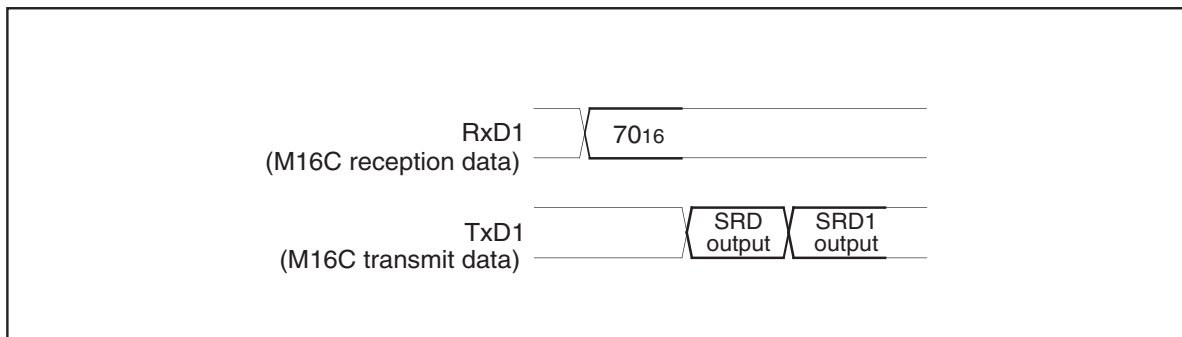 RxD1
(M16C reception data)
7016
TxD1
(M16C transmit data)
SRD
output
SRD1
output